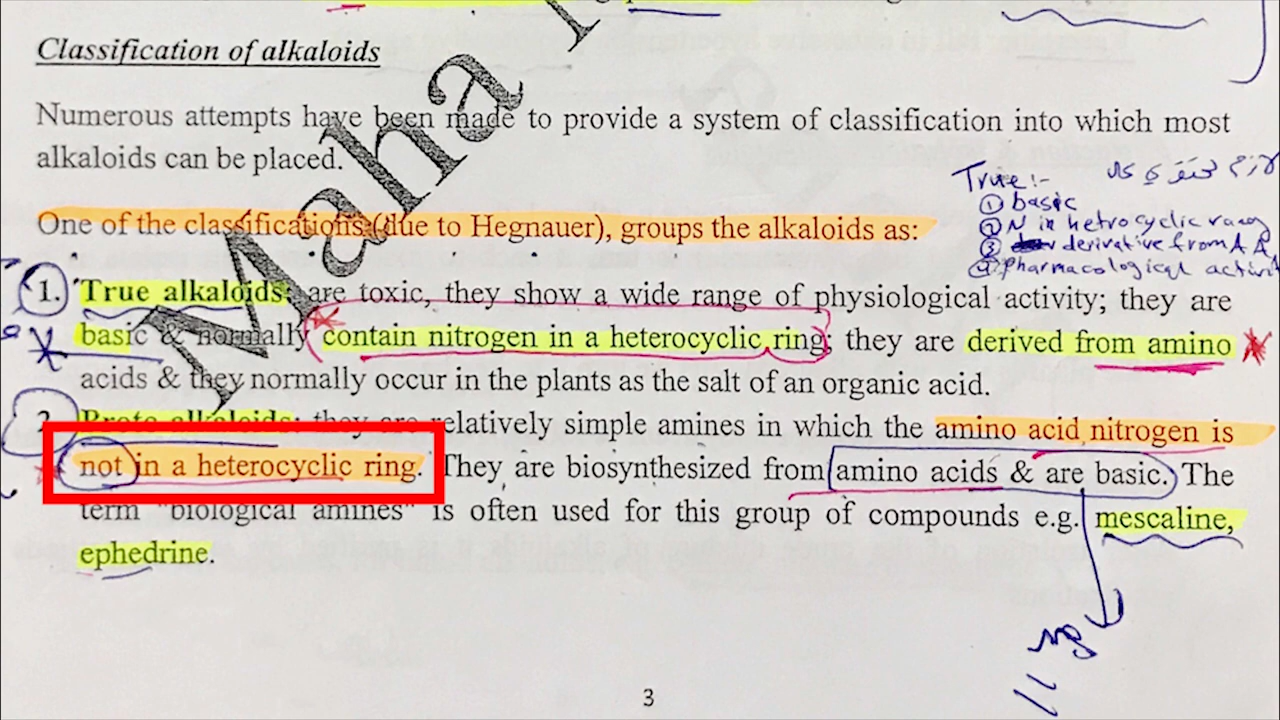 Classification of alkaloids
Numerous attempts have been made to provide a system of classification into which most
alkaloids can be placed.
True:-
① basic
② N in hetrocyclic
③ derivative from A.A
④ pharmacological activi
One of the classifications (due to Hegnauer), groups the alkaloids as:
1. True alkaloids: are toxic, they show a wide range of physiological activity; they are
basic & normally contain nitrogen in a heterocyclic ring; they are derived from amino
acids & they normally occur in the plants as the salt of an organic acid.
2. Proto alkaloids: they are relatively simple amines in which the amino acid nitrogen is
not in a heterocyclic ring. They are biosynthesized from amino acids & are basic. The
term "biological amines" is often used for this group of compounds e.g. mescaline,
ephedrine.
3
Maha